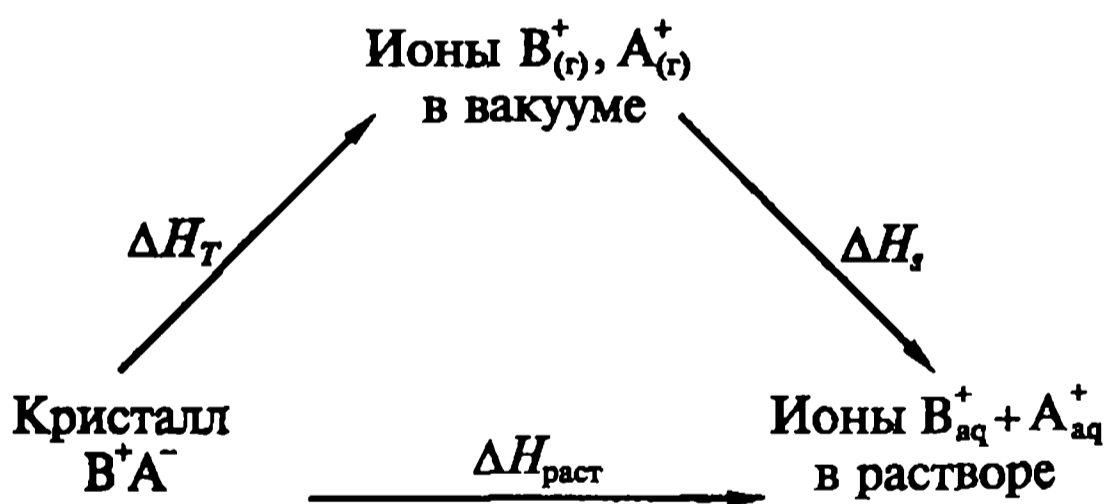 Ионы B⁺₍г₎, A⁺₍г₎
в вакууме
ΔH_T
ΔH_s
Кристалл
B⁺A⁻
ΔH_раст
Ионы B⁺_aq + A⁺_aq
в растворе